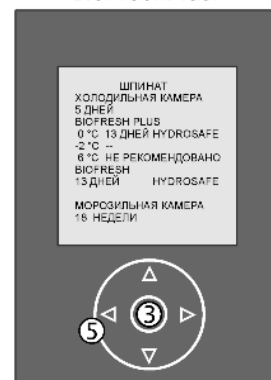 ШПИНАТ
ХОЛОДИЛЬНАЯ КАМЕРА
5 ДНЕЙ
BIOFRESH PLUS
0 °C 13 ДНЕЙ HYDROSAFE
-2 °C --
6 °C НЕ РЕКОМЕНДОВАНО
BIOFRESH
13 ДНЕЙ HYDROSAFE
МОРОЗИЛЬНАЯ КАМЕРА
18 НЕДЕЛИ
3
5